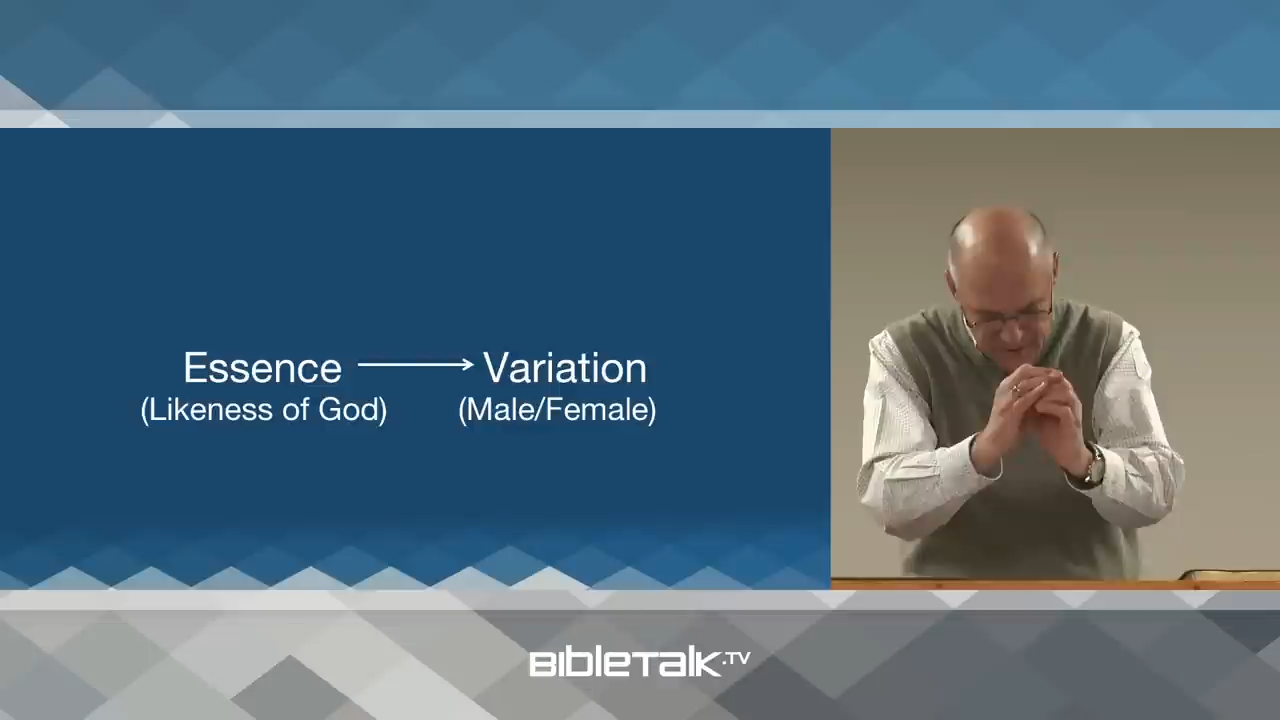 Essence → Variation
(Likeness of God) (Male/Female)
BIBLETALK.TV